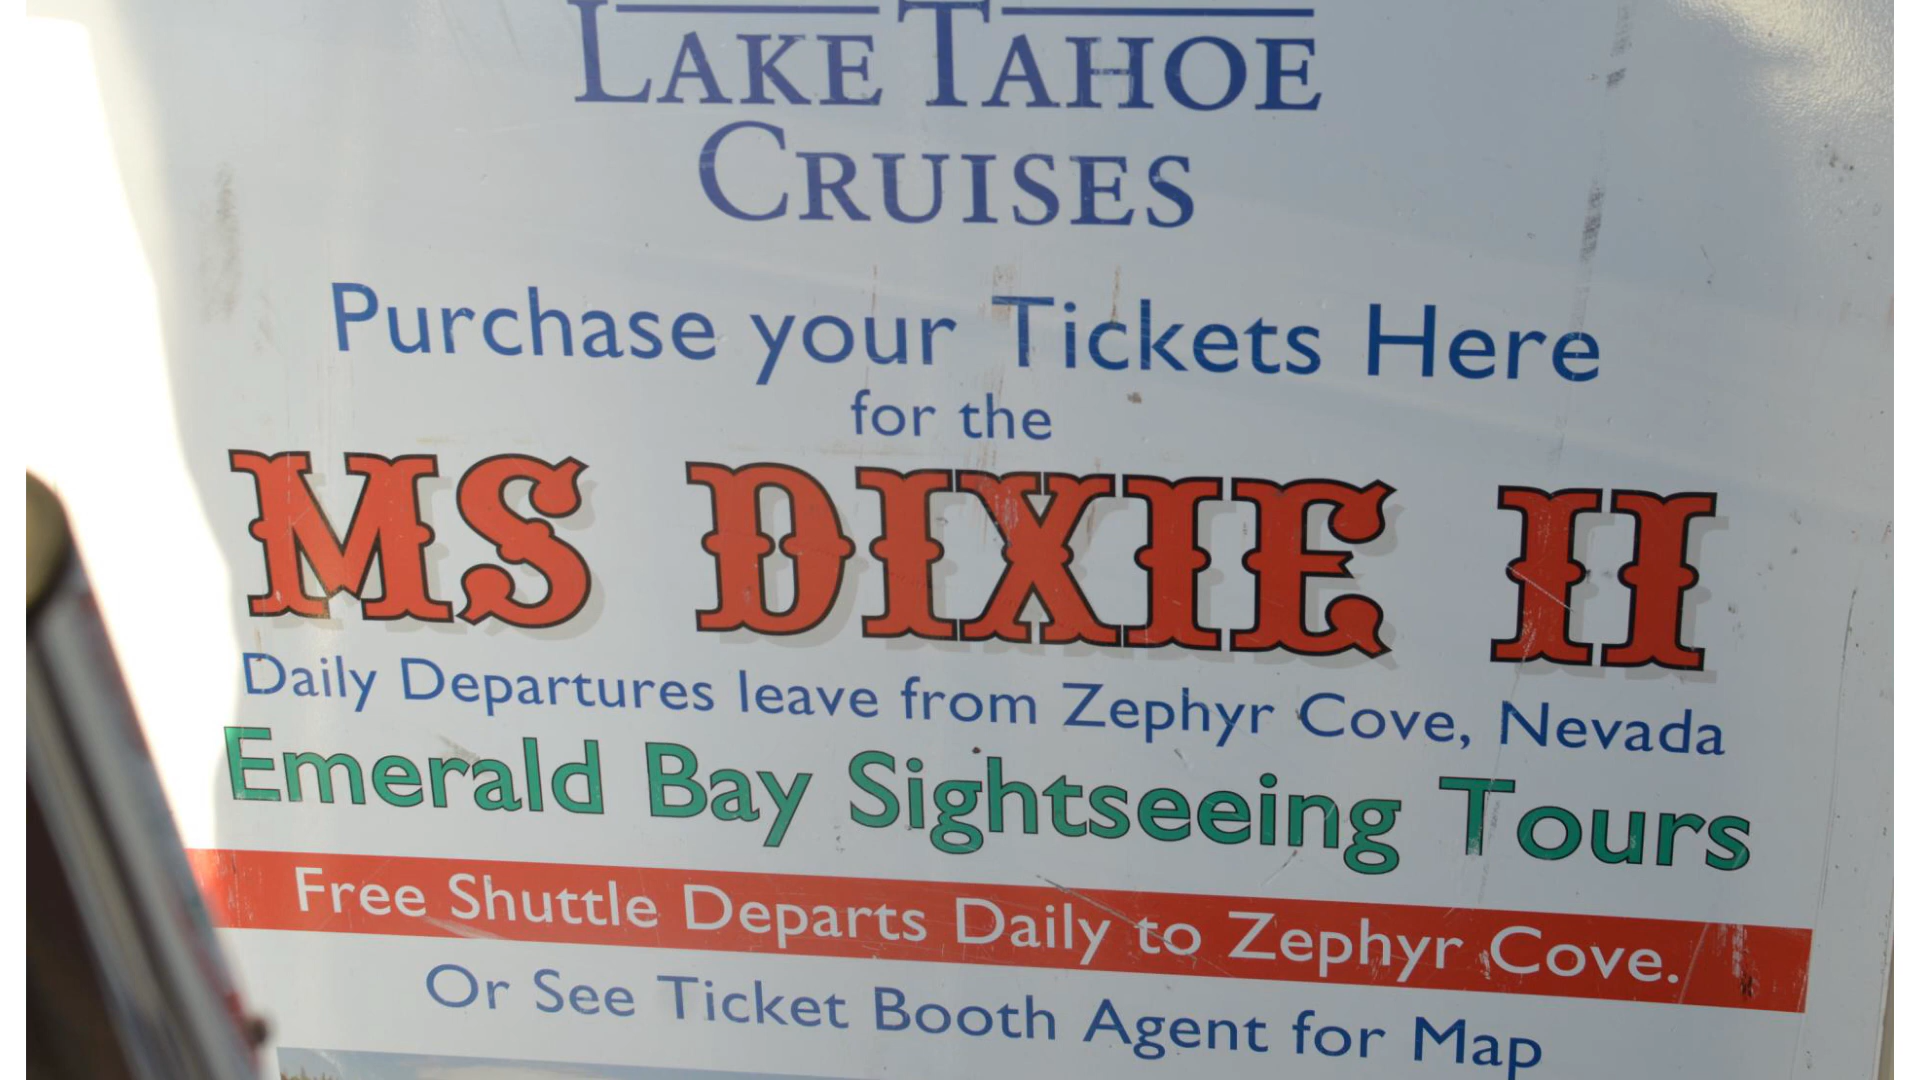 LAKE TAHOE
CRUISES
Purchase your Tickets Here
for the
MS DIXIE II
Daily Departures leave from Zephyr Cove, Nevada
Emerald Bay Sightseeing Tours
Free Shuttle Departs Daily to Zephyr Cove.
Or See Ticket Booth Agent for Map